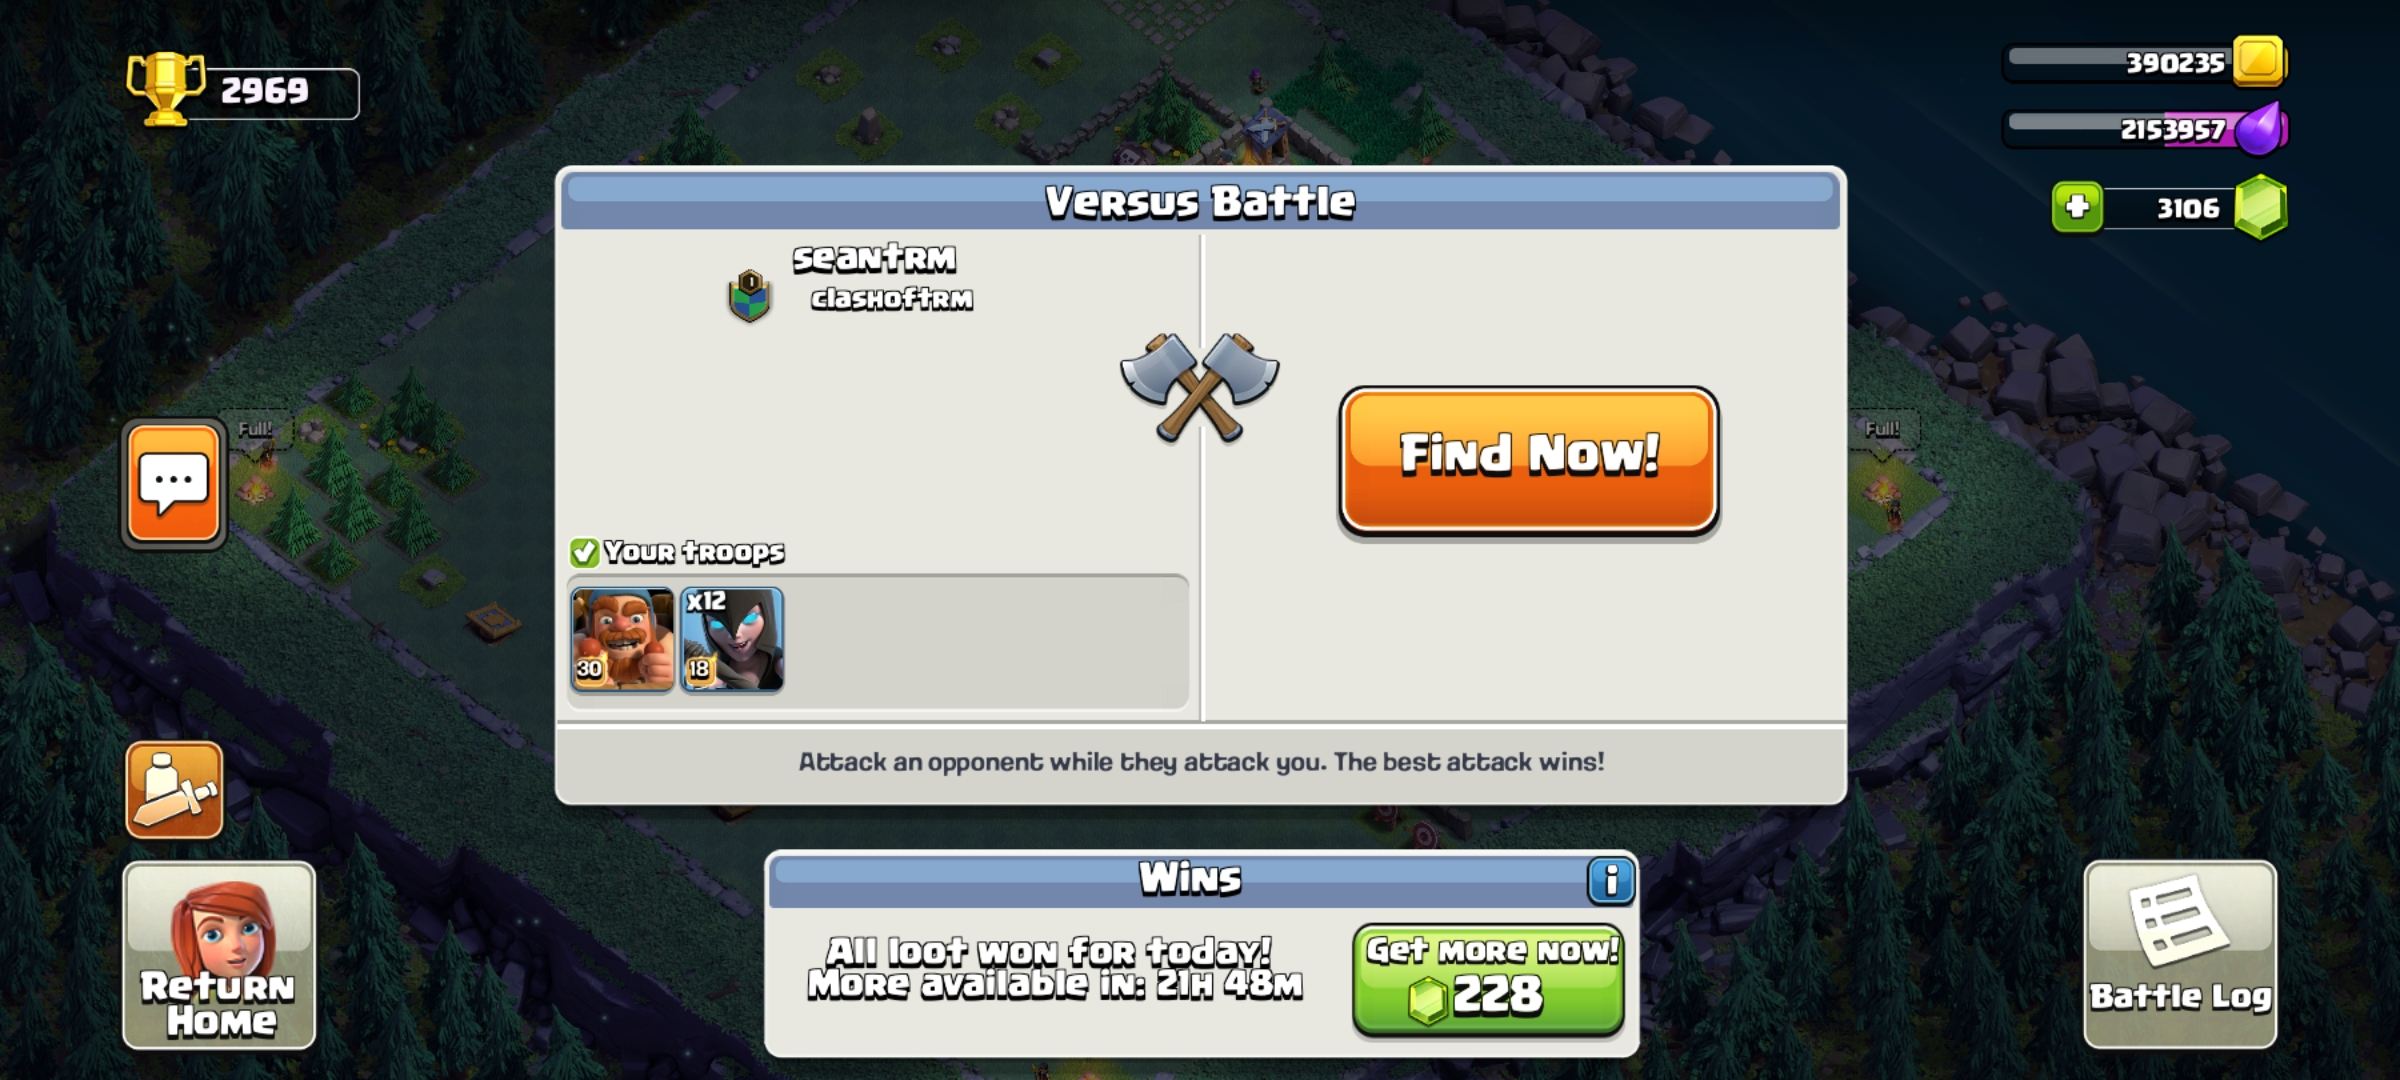 2969
390235
2153957
3106
Versus Battle
seantrm
1
clashoftrm
Full!
Full!
Find Now!
Your troops
30
x12
18
Attack an opponent while they attack you. The best attack wins!
Wins
i
All loot won for today!
More available in: 21H 48M
Get more now!
228
Return
Home
Battle Log